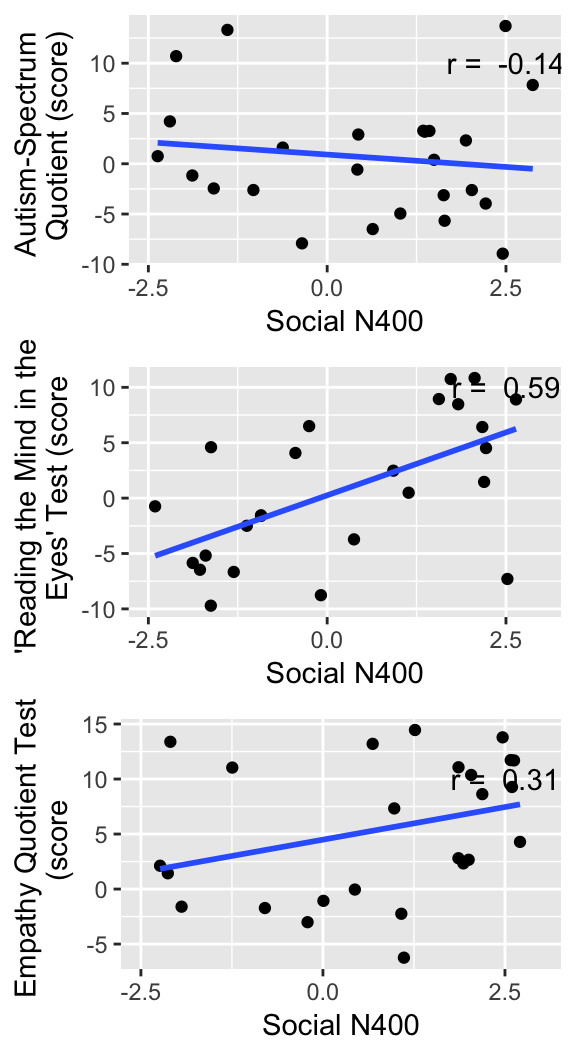 Autism-Spectrum
Quotient (score)
10
5
0
-5
-10
r =  -0.14
-2.5
0.0
2.5
Social N400
'Reading the Mind in the
Eyes' Test (score
10
5
0
-5
-10
r =  0.59
-2.5
0.0
2.5
Social N400
Empathy Quotient Test
(score
15
10
5
0
-5
r =  0.31
-2.5
0.0
2.5
Social N400